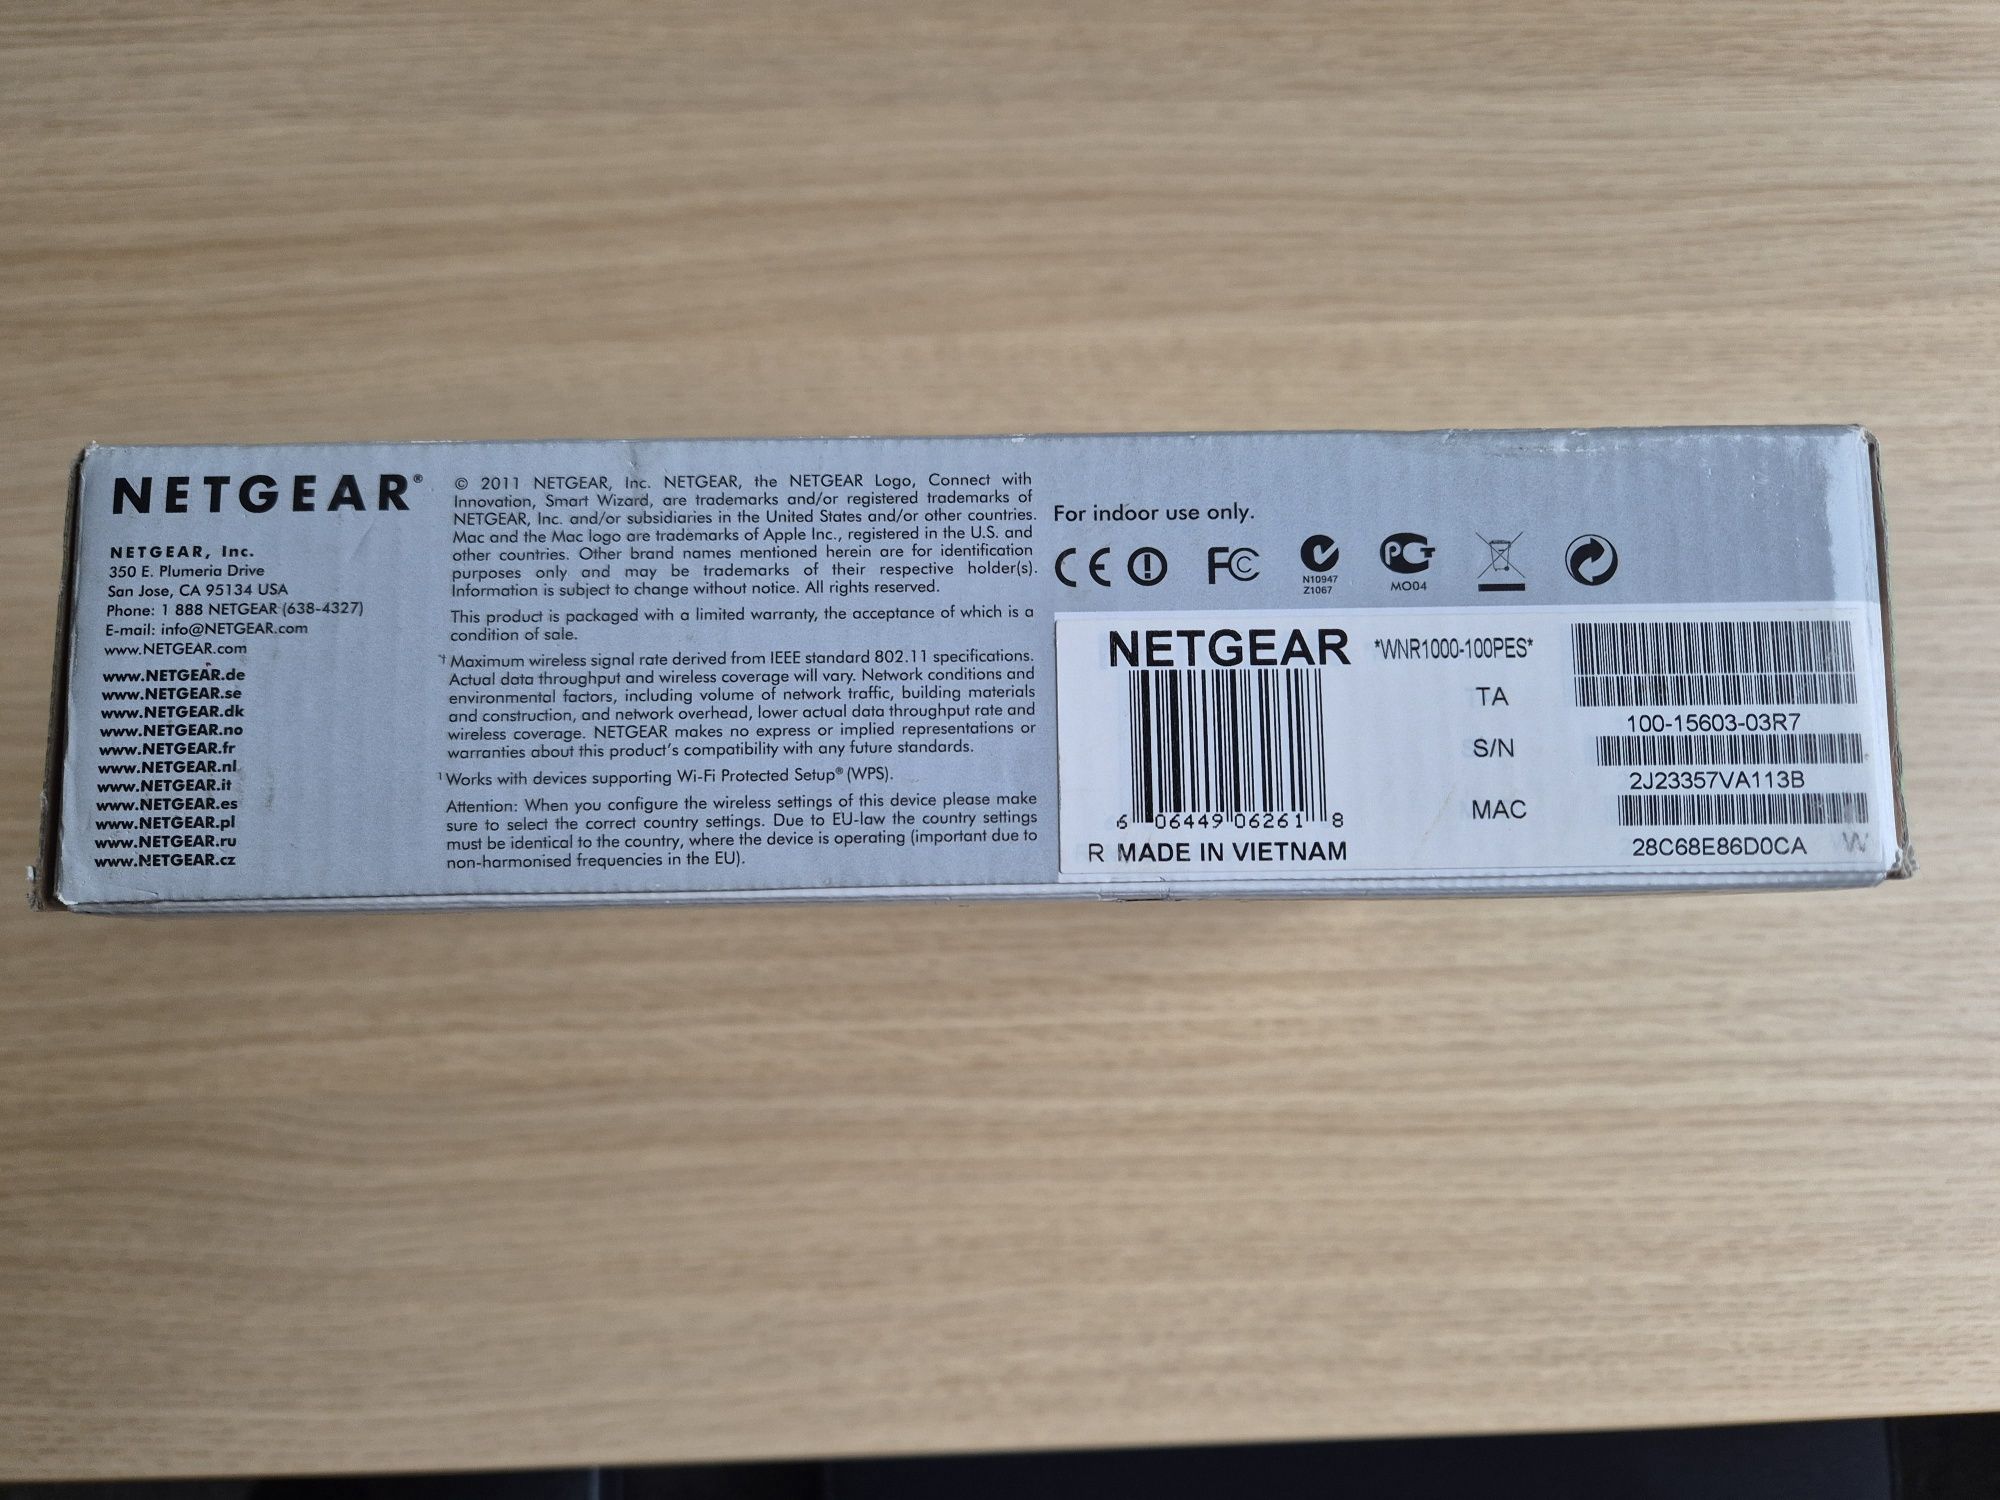 NETGEAR®
NETGEAR, Inc.
350 E. Plumeria Drive
San Jose, CA 95134 USA
Phone: 1 888 NETGEAR (638-4327)
E-mail: info@NETGEAR.com
www.NETGEAR.com
www.NETGEAR.de
www.NETGEAR.se
www.NETGEAR.dk
www.NETGEAR.no
www.NETGEAR.fr
www.NETGEAR.nl
www.NETGEAR.it
www.NETGEAR.es
www.NETGEAR.pl
www.NETGEAR.ru
www.NETGEAR.cz
© 2011 NETGEAR, Inc. NETGEAR, the NETGEAR Logo, Connect with
Innovation, Smart Wizard, are trademarks and/or registered trademarks of
NETGEAR, Inc. and/or subsidiaries in the United States and/or other countries.
Mac and the Mac logo are trademarks of Apple Inc., registered in the U.S. and
other countries. Other brand names mentioned herein are for identification
purposes only and may be trademarks of their respective holder(s).
Information is subject to change without notice. All rights reserved.
This product is packaged with a limited warranty, the acceptance of which is a
condition of sale.
† Maximum wireless signal rate derived from IEEE standard 802.11 specifications.
Actual data throughput and wireless coverage will vary. Network conditions and
environmental factors, including volume of network traffic, building materials
and construction, and network overhead, lower actual data throughput rate and
wireless coverage. NETGEAR makes no express or implied representations or
warranties about this product's compatibility with any future standards.
1 Works with devices supporting Wi-Fi Protected Setup® (WPS).
Attention: When you configure the wireless settings of this device please make
sure to select the correct country settings. Due to EU-law the country settings
must be identical to the country, where the device is operating (important due to
non-harmonised frequencies in the EU).
For indoor use only.
CE FC
N10947
Z1067
PCT
MO04
NETGEAR
*WNR1000-100PES*
TA
100-15603-03R7
S/N
2J23357VA113B
MAC
28C68E86D0CA W
6 06449 06261 8
R MADE IN VIETNAM